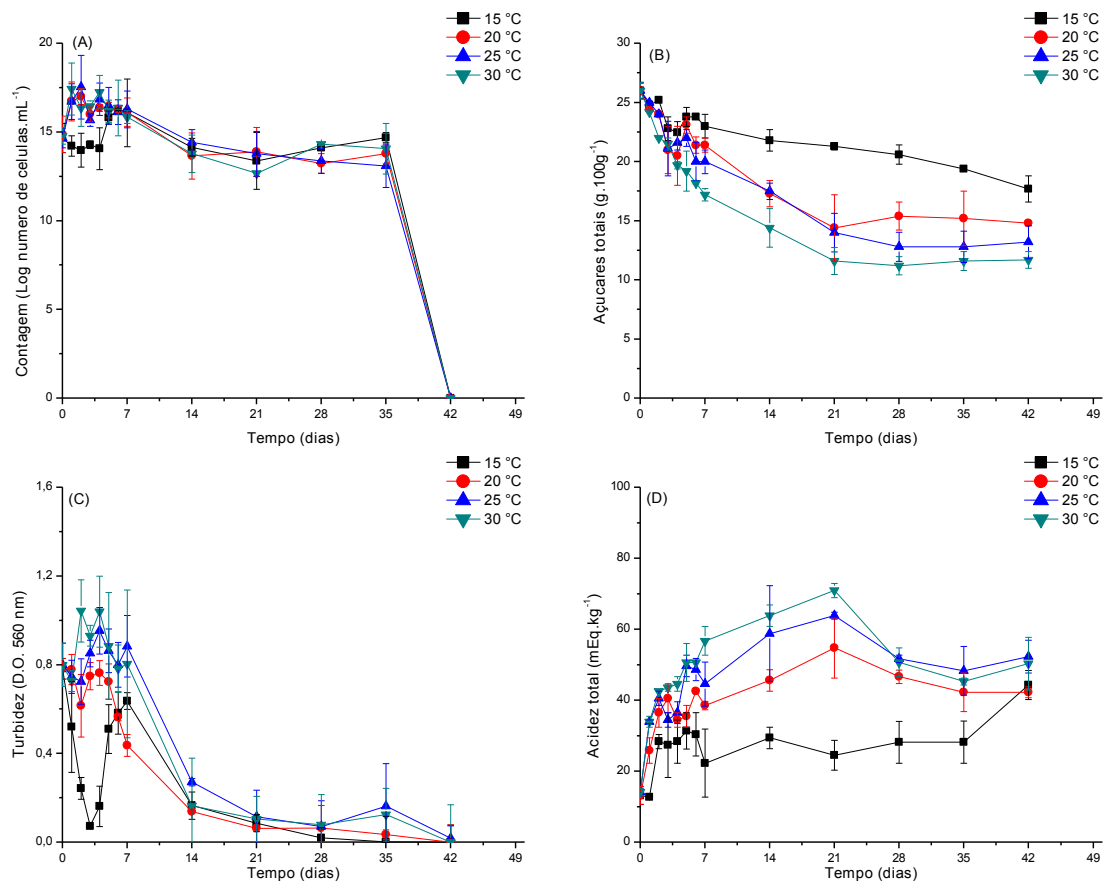 (A)
15 °C
20 °C
25 °C
30 °C
Contagem (Log numero de celulas.mL⁻¹)
20
15
10
5
0
0 7 14 21 28 35 42 49
Tempo (dias)
(B)
15 °C
20 °C
25 °C
30 °C
Açucares totais (g.100g⁻¹)
30
25
20
15
10
5
0
0 7 14 21 28 35 42 49
Tempo (dias)
(C)
15 °C
20 °C
25 °C
30 °C
Turbidez (D.O. 560 nm)
1,6
1,2
0,8
0,4
0,0
0 7 14 21 28 35 42 49
Tempo (dias)
(D)
15 °C
20 °C
25 °C
30 °C
Acidez total (mEq.kg⁻¹)
100
80
60
40
20
0
0 7 14 21 28 35 42 49
Tempo (dias)